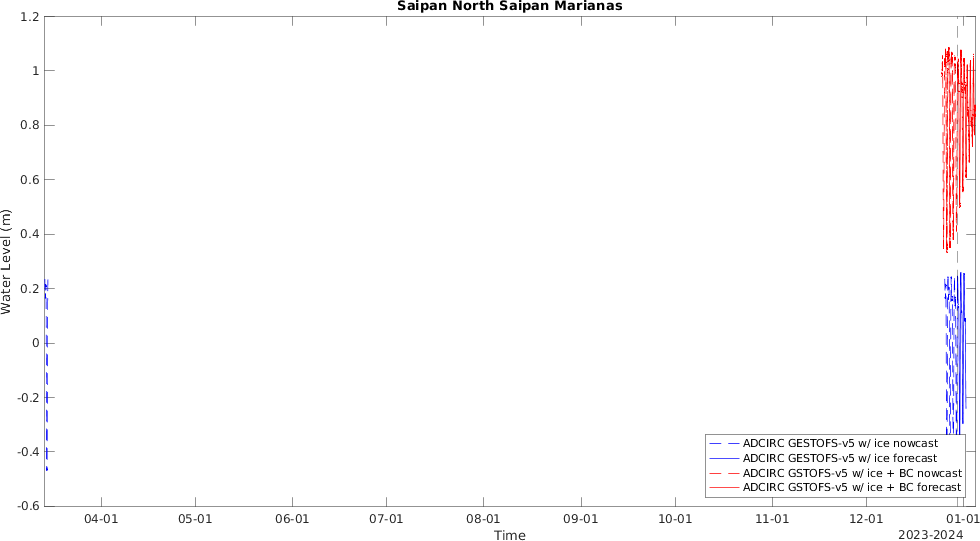 Saipan North Saipan Marianas
Water Level (m)
1.2
1
0.8
0.6
0.4
0.2
0
-0.2
-0.4
-0.6
ADCIRC GESTOFS-v5 w/ ice nowcast
ADCIRC GESTOFS-v5 w/ ice forecast
ADCIRC GSTOFS-v5 w/ ice + BC nowcast
ADCIRC GSTOFS-v5 w/ ice + BC forecast
04-01 05-01 06-01 07-01 08-01 09-01 10-01 11-01 12-01 01-01
Time
2023-2024